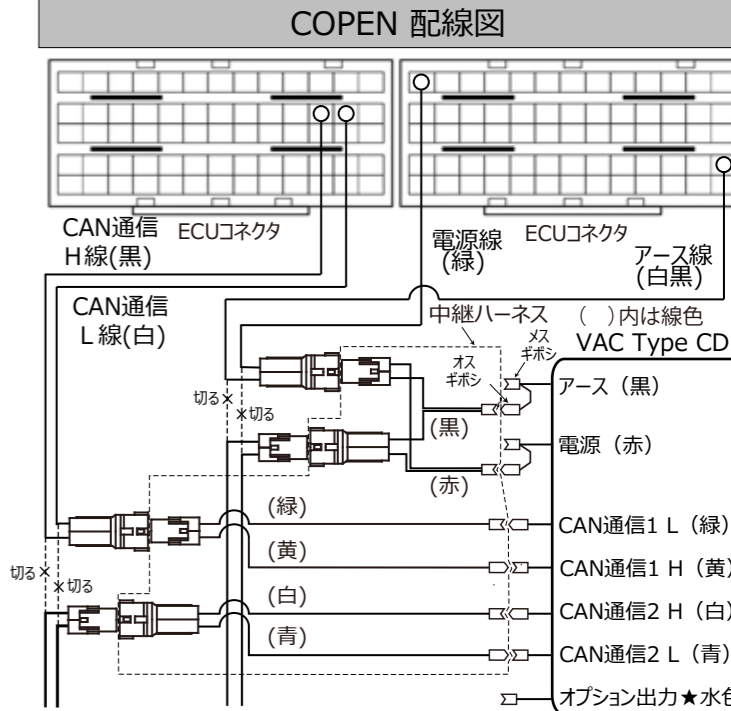 COPEN 配線図
CAN通信
H線(黒)
ECUコネクタ
電源線
(緑)
ECUコネクタ
アース線
(白黒)
CAN通信
L線(白)
中継ハーネス
( )内は線色
オス
ギボシ
メス
ギボシ
VAC Type CD
切る
切る
(黒)
(赤)
アース(黒)
電源(赤)
(緑)
(黄)
(白)
(青)
切る
切る
CAN通信1 L(緑)
CAN通信1 H(黄)
CAN通信2 H(白)
CAN通信2 L(青)
オプション出力★水色